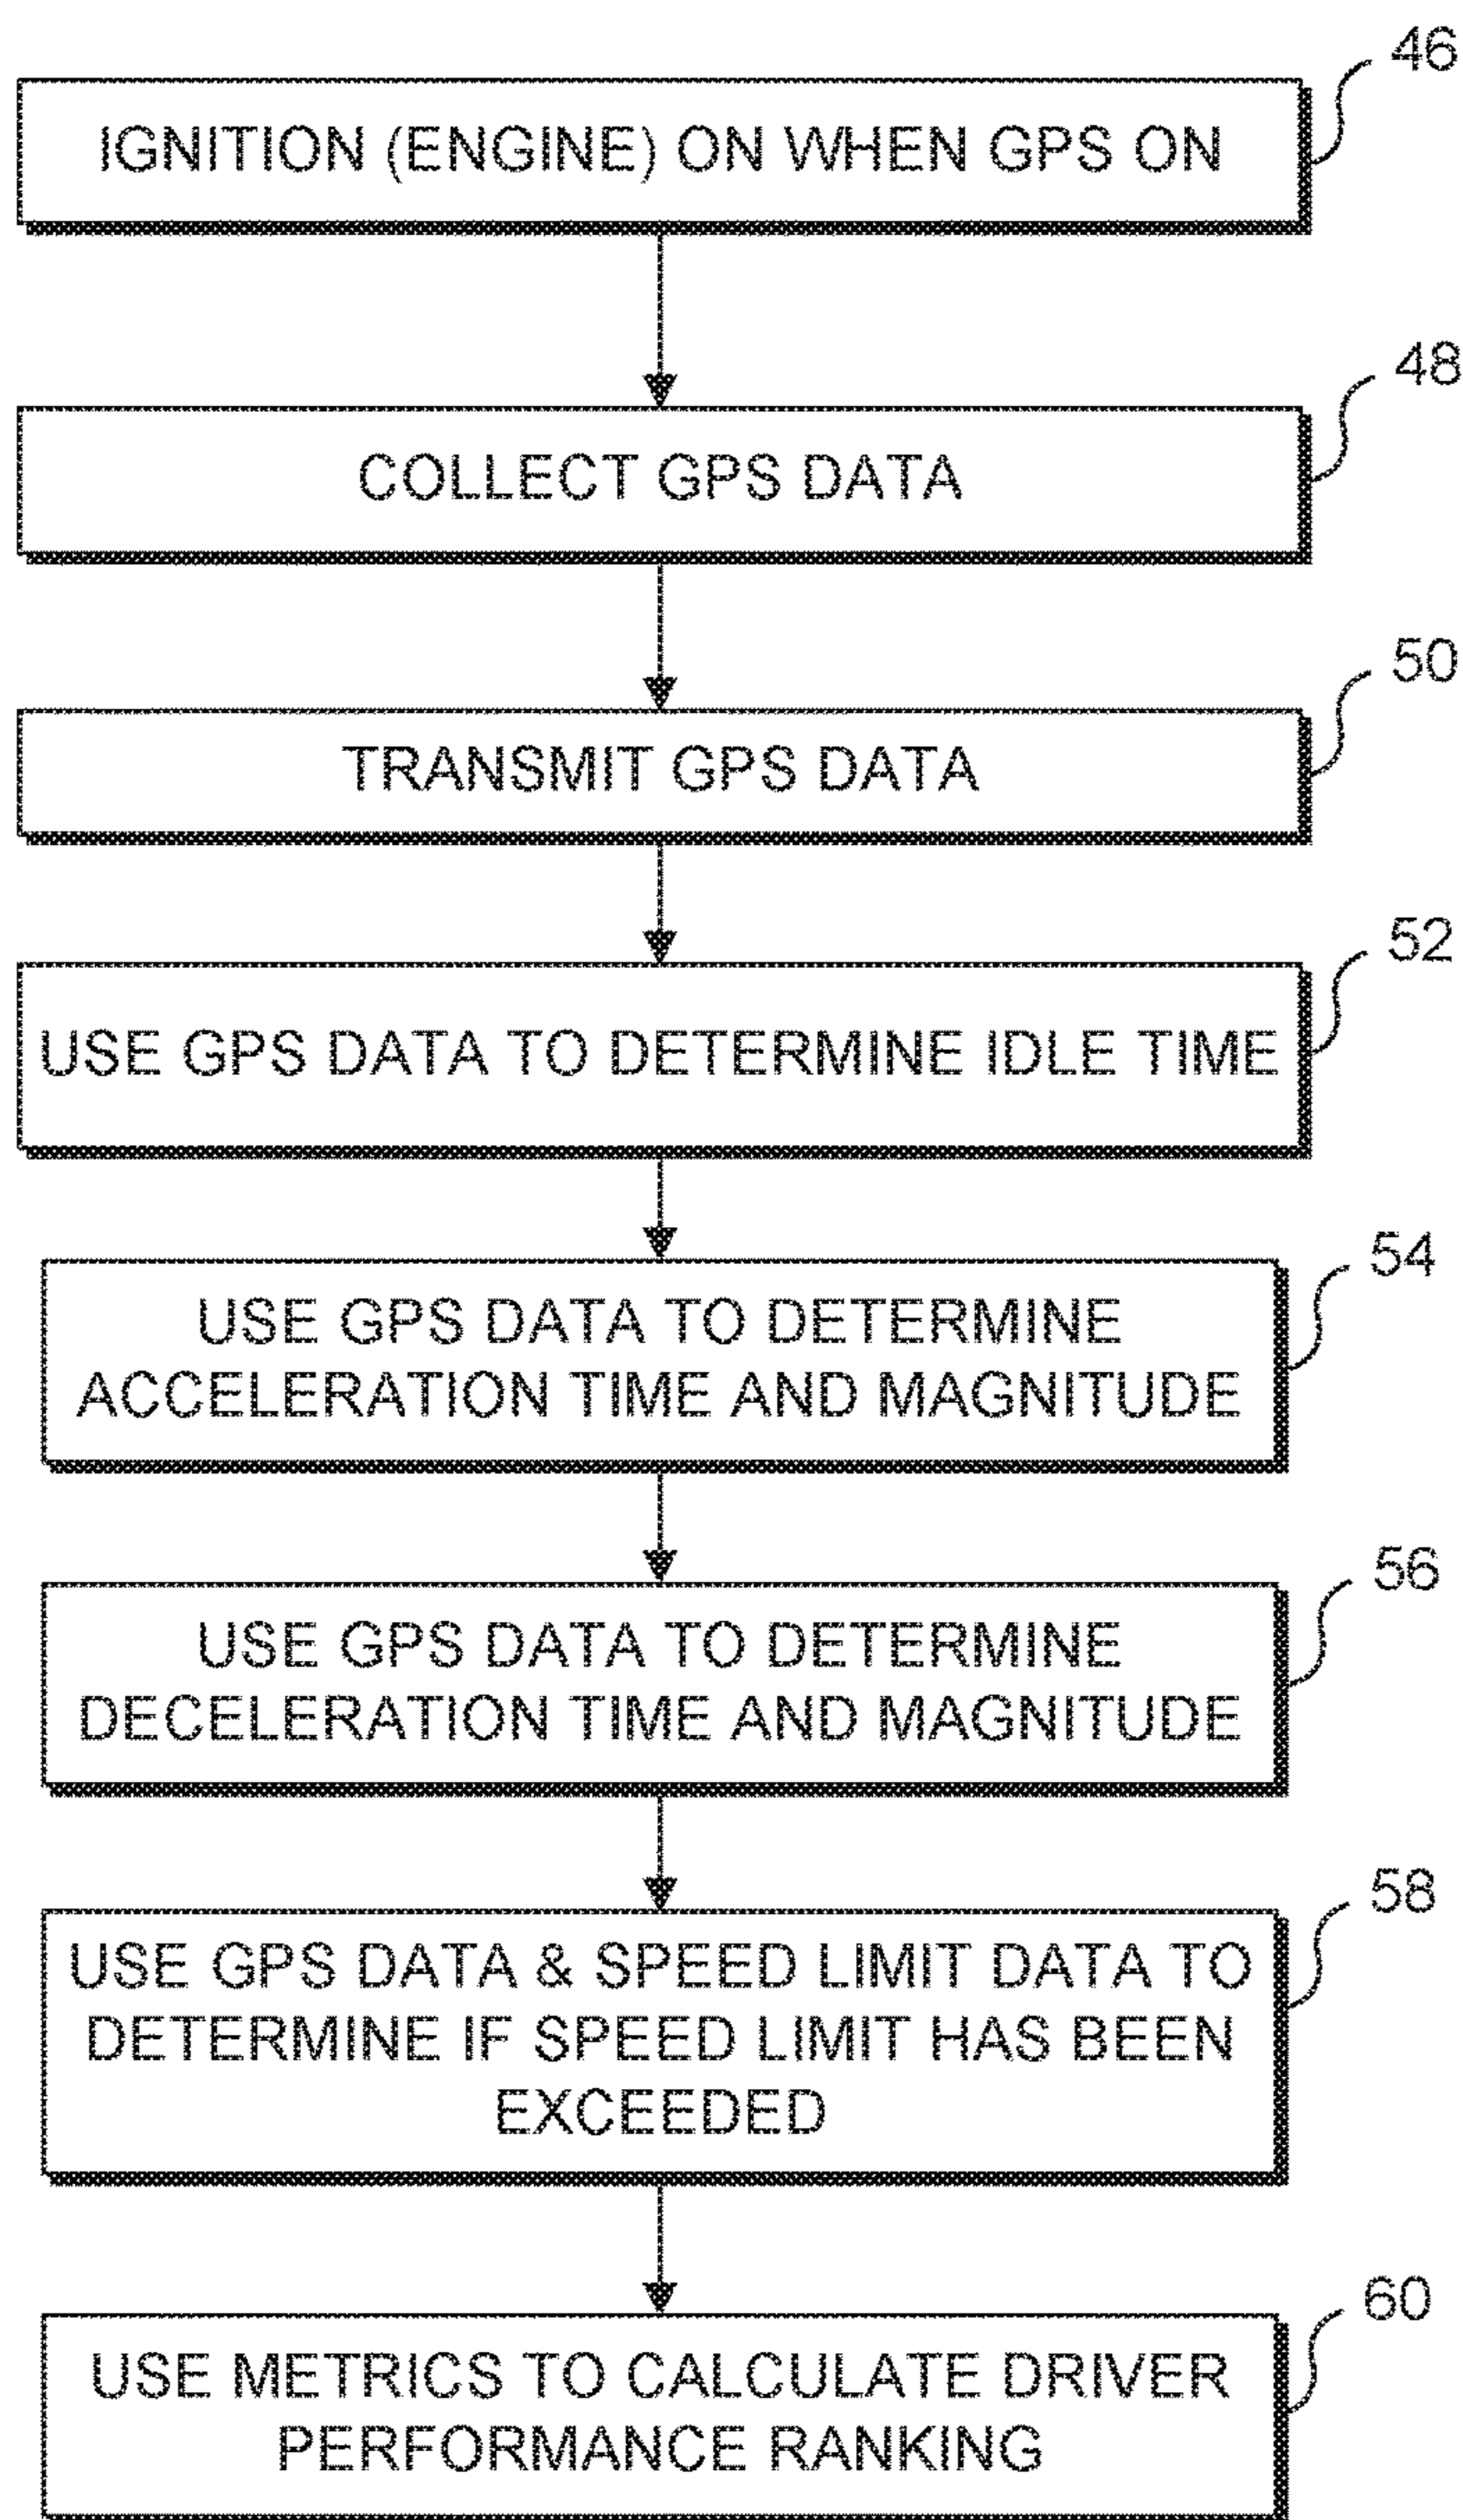 46
IGNITION (ENGINE) ON WHEN GPS ON
48
COLLECT GPS DATA
50
TRANSMIT GPS DATA
52
USE GPS DATA TO DETERMINE IDLE TIME
54
USE GPS DATA TO DETERMINE
ACCELERATION TIME AND MAGNITUDE
56
USE GPS DATA TO DETERMINE
DECELERATION TIME AND MAGNITUDE
58
USE GPS DATA & SPEED LIMIT DATA TO
DETERMINE IF SPEED LIMIT HAS BEEN
EXCEEDED
60
USE METRICS TO CALCULATE DRIVER
PERFORMANCE RANKING